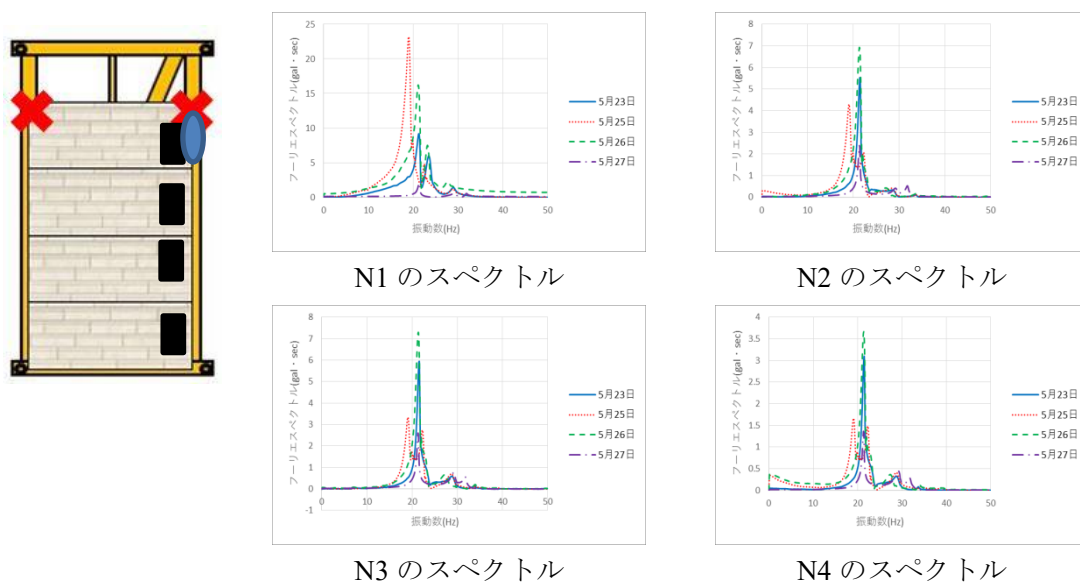 25
20
15
10
5
0
0 10 20 30 40 50
フーリエスペクトル(gal・sec)
振動数(Hz)
5月23日
5月25日
5月26日
5月27日
N1 のスペクトル
8
7
6
5
4
3
2
1
0
0 10 20 30 40 50
フーリエスペクトル(gal・sec)
振動数(Hz)
5月23日
5月25日
5月26日
5月27日
N2 のスペクトル
8
7
6
5
4
3
2
1
0
-1
0 10 20 30 40 50
フーリエスペクトル(gal・sec)
振動数(Hz)
5月23日
5月25日
5月26日
5月27日
N3 のスペクトル
4
3.5
3
2.5
2
1.5
1
0.5
0
0 10 20 30 40 50
フーリエスペクトル(gal・sec)
振動数(Hz)
5月23日
5月25日
5月26日
5月27日
N4 のスペクトル